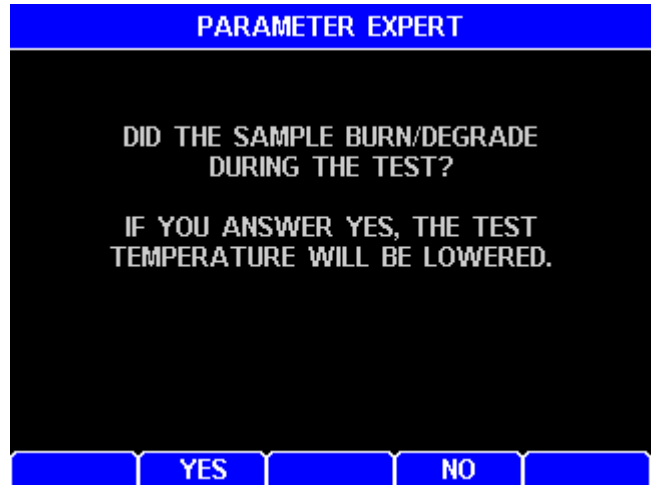 PARAMETER EXPERT
DID THE SAMPLE BURN/DEGRADE
DURING THE TEST?
IF YOU ANSWER YES, THE TEST
TEMPERATURE WILL BE LOWERED.
YES NO